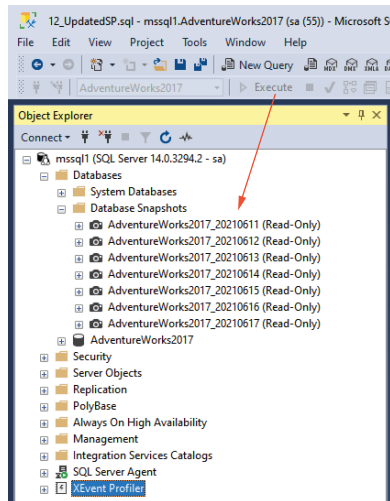 12_UpdatedSP.sql - mssql1.AdventureWorks2017 (sa (55)) - Microsoft S
File Edit View Project Tools Window Help
New Query
AdventureWorks2017 Execute
Object Explorer
Connect
mssql1 (SQL Server 14.0.3294.2 - sa)
Databases
System Databases
Database Snapshots
AdventureWorks2017_20210611 (Read-Only)
AdventureWorks2017_20210612 (Read-Only)
AdventureWorks2017_20210613 (Read-Only)
AdventureWorks2017_20210614 (Read-Only)
AdventureWorks2017_20210615 (Read-Only)
AdventureWorks2017_20210616 (Read-Only)
AdventureWorks2017_20210617 (Read-Only)
AdventureWorks2017
Security
Server Objects
Replication
PolyBase
Always On High Availability
Management
Integration Services Catalogs
SQL Server Agent
XEvent Profiler